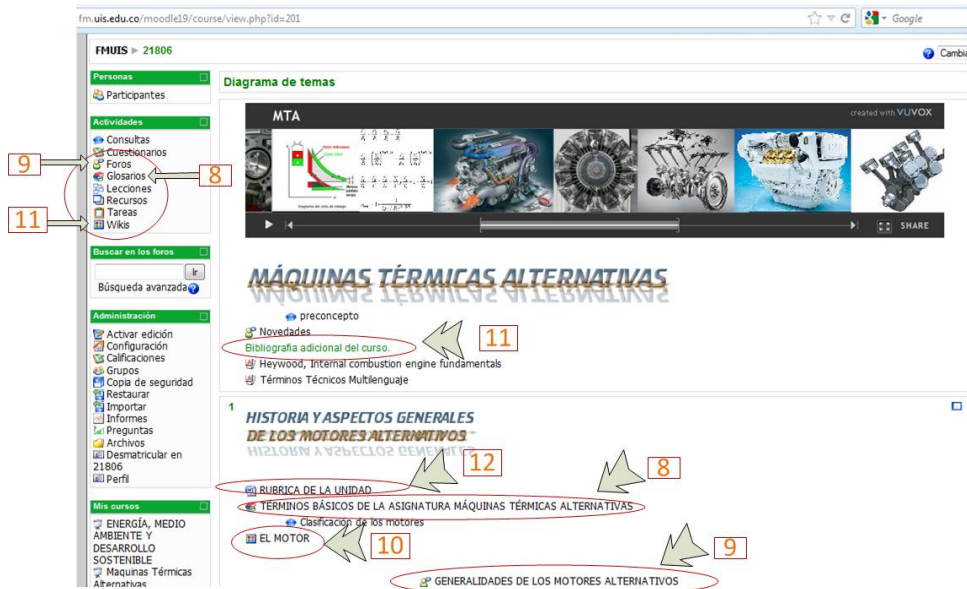 fm.uis.edu.co/moodle19/course/view.php?id=201
Google
FMUIS ► 21806
Cambia
Personas
Participantes
Actividades
Consultas
Cuestionarios
Foros
Glosarios
Lecciones
Recursos
Tareas
Wikis
9
8
11
Buscar en los foros
Ir
Búsqueda avanzada
Administración
Activar edición
Configuración
Calificaciones
Grupos
Copia de seguridad
Restaurar
Importar
Informes
Preguntas
Archivos
Desmatricular en
21806
Perfil
Mis cursos
ENERGÍA, MEDIO
AMBIENTE Y
DESARROLLO
SOSTENIBLE
Maquinas Térmicas
Alternativas
Diagrama de temas
MTA
created with VUVOX
SHARE
MÁQUINAS TÉRMICAS ALTERNATIVAS
preconcepto
Novedades
Bibliografia adicional del curso.
11
Heywood, Internal combustion engine fundamentals
Términos Técnicos Multilenguaje
1
HISTORIA Y ASPECTOS GENERALES
DE LOS MOTORES ALTERNATIVOS
12
8
RUBRICA DE LA UNIDAD
TÉRMINOS BÁSICOS DE LA ASIGNATURA MÁQUINAS TÉRMICAS ALTERNATIVAS
Clasificación de los motores
EL MOTOR
10
9
GENERALIDADES DE LOS MOTORES ALTERNATIVOS